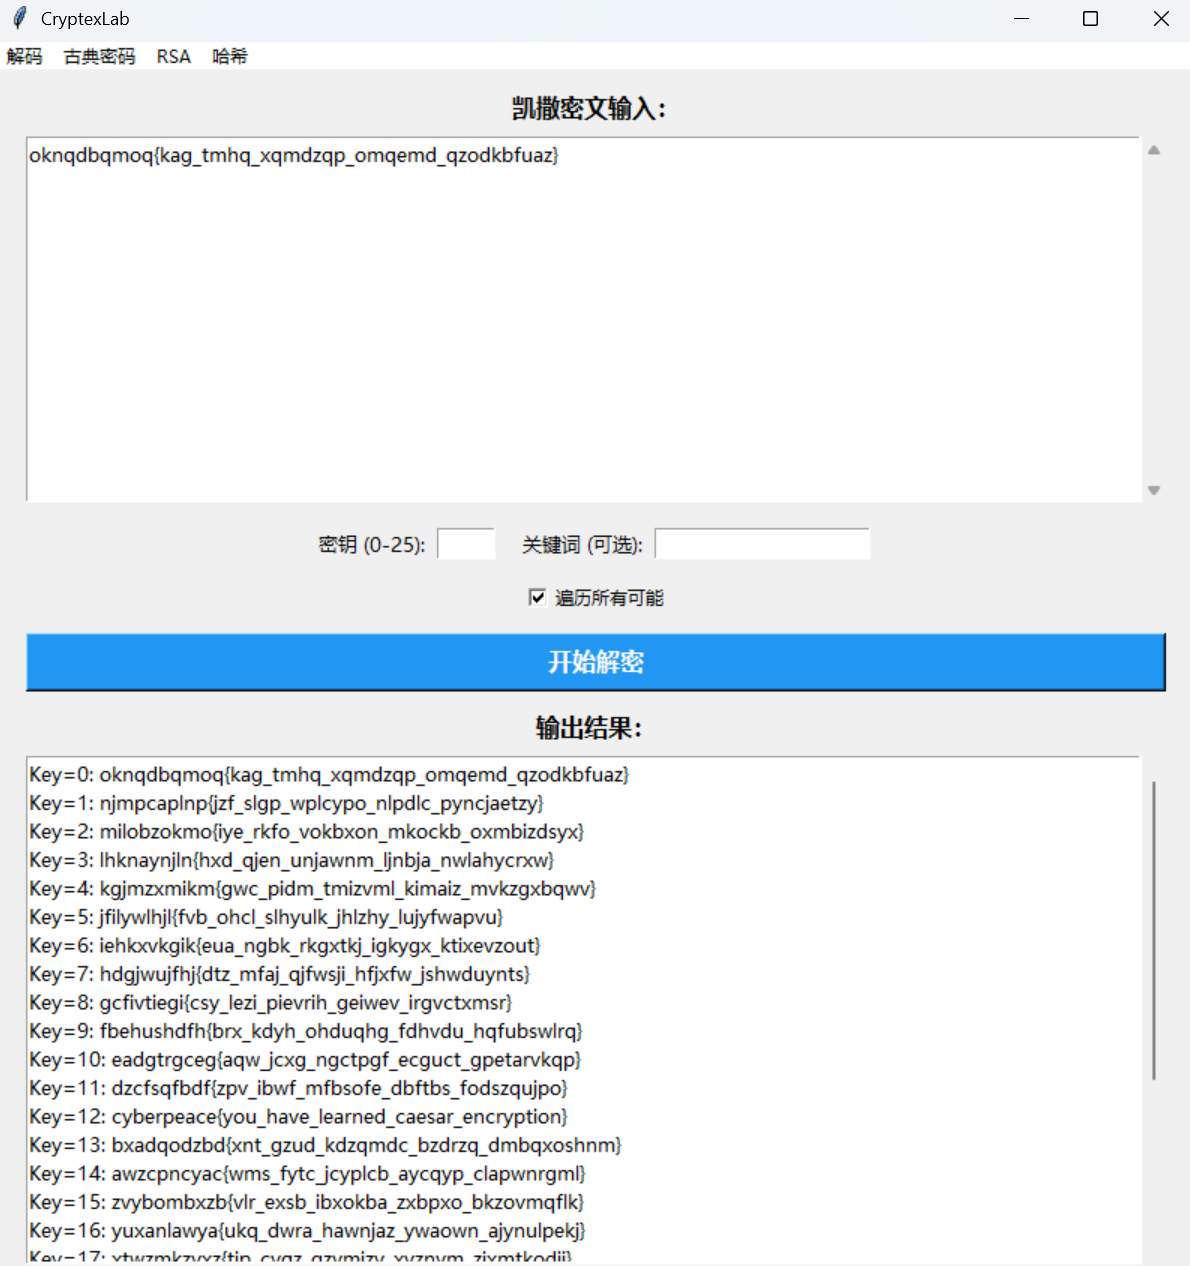 CryptexLab
解码 古典密码 RSA 哈希
凯撒密文输入：
oknqdbqmoq{kag_tmhq_xqmdzqp_omqemd_qzodkbfuaz}
密钥 (0-25): 关键词 (可选):
遍历所有可能
开始解密
输出结果：
Key=0: oknqdbqmoq{kag_tmhq_xqmdzqp_omqemd_qzodkbfuaz}
Key=1: njmpcaplnp{jzf_slgp_wplcypo_nlpdlc_pyncjaetzy}
Key=2: milobzokmo{iye_rkfo_vokbxon_mkockb_oxmbizdsyx}
Key=3: lhknaynjln{hxd_qjen_unjawnm_ljnbja_nwlahycrxw}
Key=4: kgjmzxmikm{gwc_pidm_tmizvml_kimaiz_mvkzgxbqwv}
Key=5: jfilywlhjl{fvb_ohcl_slhyulk_jhlzhy_lujyfwapvu}
Key=6: iehkxvkgik{eua_ngbk_rkgxtkj_igkygx_ktixevzout}
Key=7: hdgjwujfhj{dtz_mfaj_qjfwsji_hfjxfw_jshwduynts}
Key=8: gcfivtiegi{csy_lezi_pievrih_geiwev_irgvctxmsr}
Key=9: fbehushdfh{brx_kdyh_ohduqhg_fdhvdu_hqfubswlrq}
Key=10: eadgtrgceg{aqw_jcxg_ngctpgf_ecguct_gpetarvkqp}
Key=11: dzcfsqfbdf{zpv_ibwf_mfbsofe_dbftbs_fodszqujpo}
Key=12: cyberpeace{you_have_learned_caesar_encryption}
Key=13: bxadqodzbd{xnt_gzud_kdzqmdc_bzdrzq_dmbqxoshnm}
Key=14: awzcpncyac{wms_fytc_jcyplcb_aycqyp_clapwnrgml}
Key=15: zvybombxzb{vlr_exsb_ibxokba_zxbpxo_bkzovmqflk}
Key=16: yuxanlawya{ukq_dwra_hawnjaz_ywaown_ajynulpekj}
Key=17: xtwzmkzvxz{tjp_cvqz_gzvmizy_xvznvm_zixmtkodji}